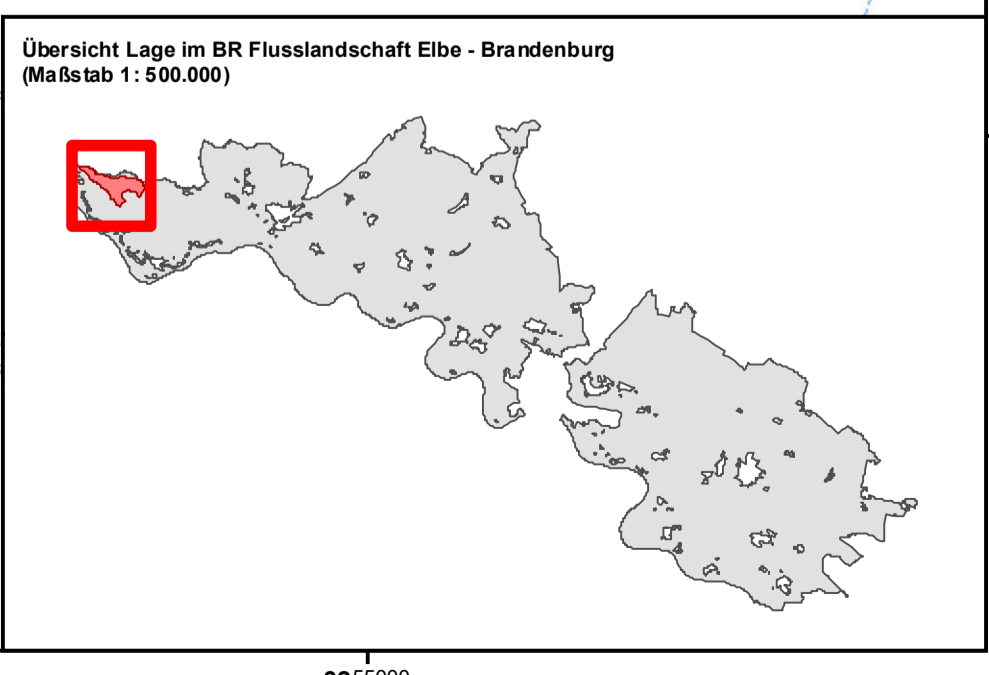 Übersicht Lage im BR Flusslandschaft Elbe - Brandenburg
(Maßstab 1: 500.000)